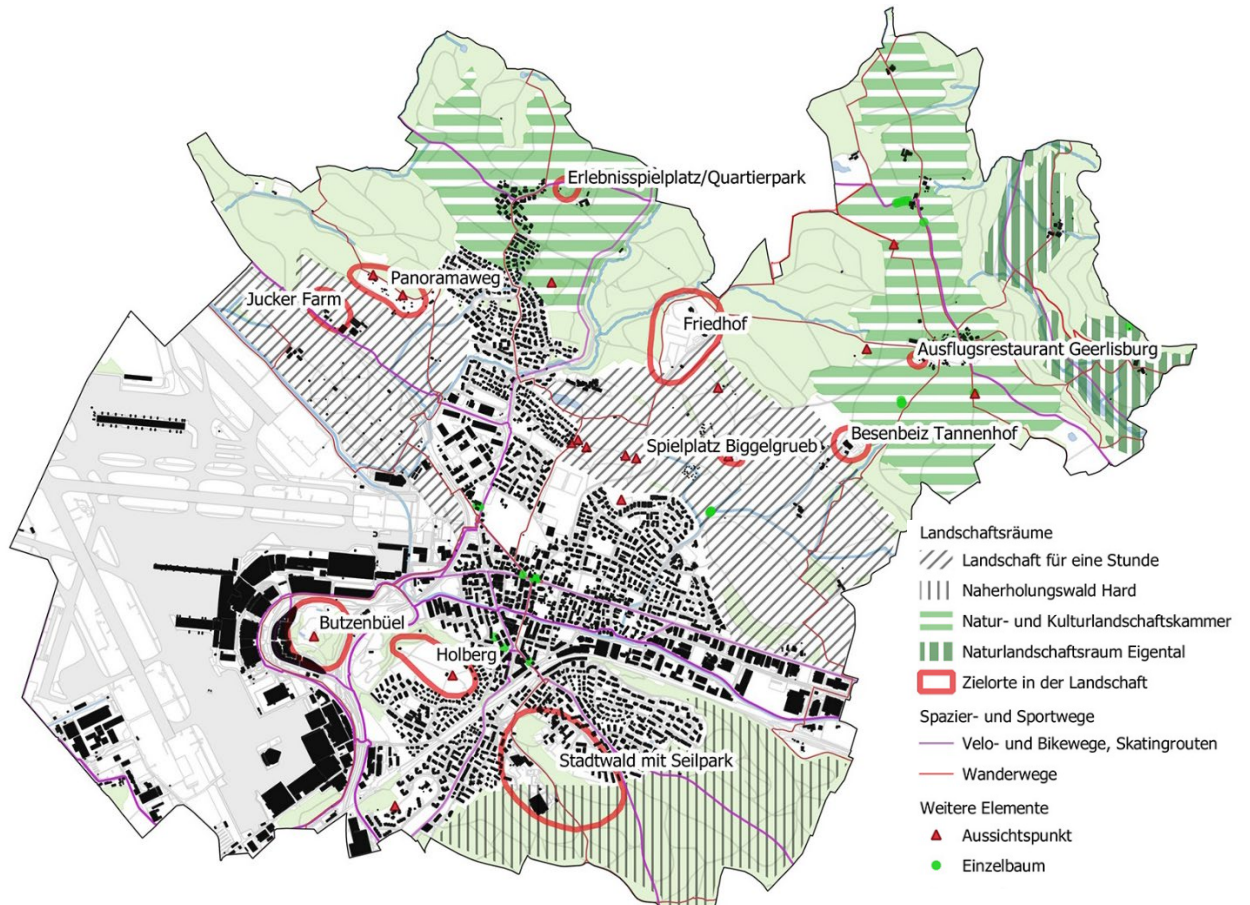 Erlebnisspielplatz/Quartierpark
Panoramaweg
Jucker Farm
Friedhof
Ausflugsrestaurant Geerlisburg
Besenbeiz Tannenhof
Spielplatz Biggelgrueb
Butzenbüel
Holberg
Stadtwald mit Seilpark
Landschaftsräume
Landschaft für eine Stunde
Naherholungswald Hard
Natur- und Kulturlandschaftskammer
Naturlandschaftsraum Eigental
Zielorte in der Landschaft
Spazier- und Sportwege
Velo- und Bikewege, Skatingrouten
Wanderwege
Weitere Elemente
Aussichtspunkt
Einzelbaum